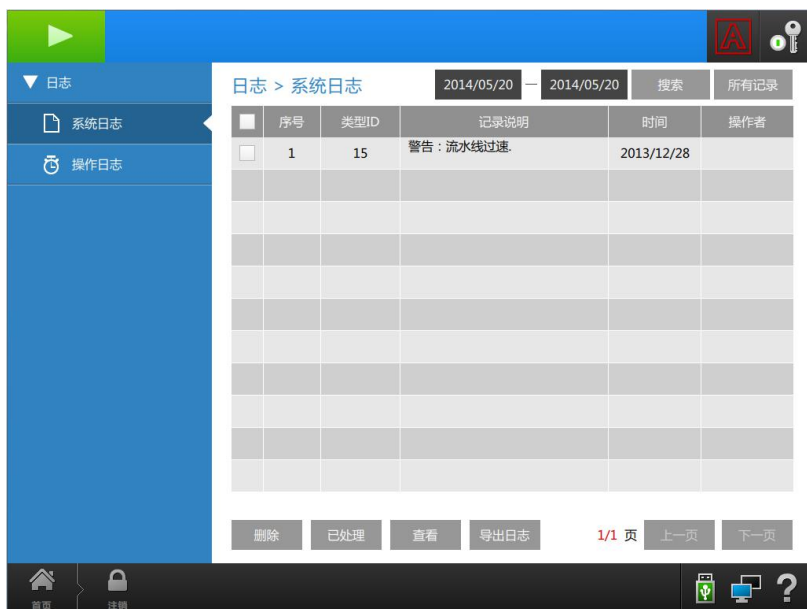 A
日志
日志 > 系统日志
2014/05/20 — 2014/05/20
搜索
所有记录
系统日志
操作日志
序号 类型ID 记录说明 时间 操作者
1 15 警告：流水线过速. 2013/12/28
删除 已处理 查看 导出日志 1/1 页 上一页 下一页
首页 注销
?